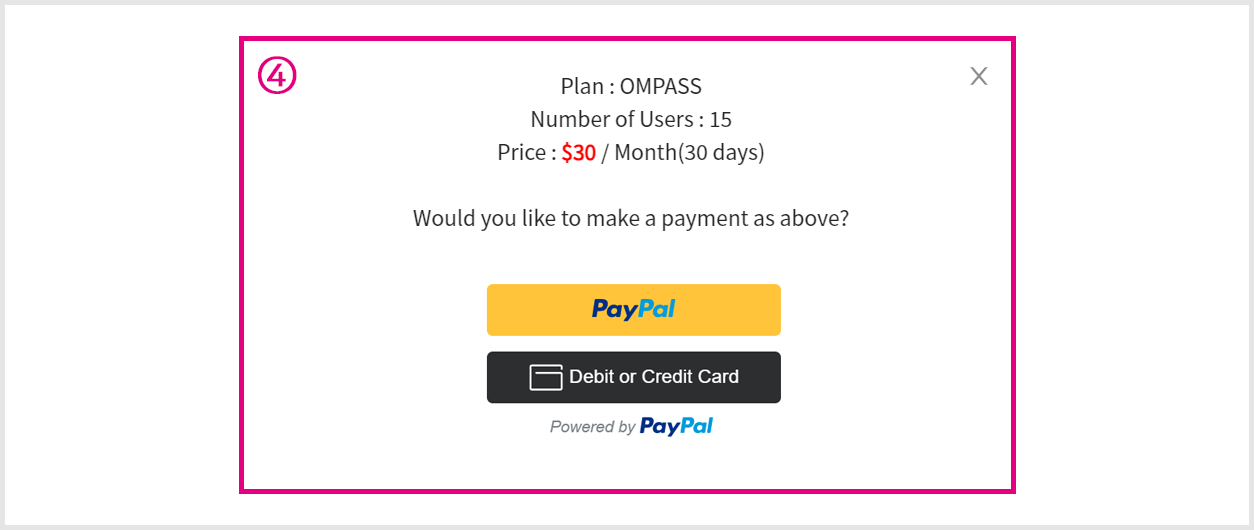 ④
X
Plan : OMPASS
Number of Users : 15
Price : $30 / Month(30 days)
Would you like to make a payment as above?
PayPal
Debit or Credit Card
Powered by PayPal